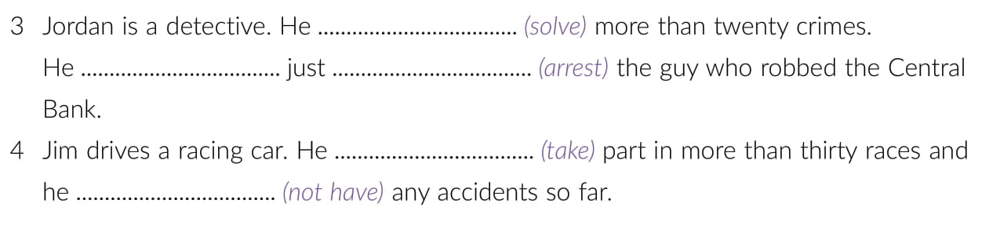 3 Jordan is a detective. He ................................... (solve) more than twenty crimes.
He ................................... just ................................... (arrest) the guy who robbed the Central
Bank.
4 Jim drives a racing car. He ................................... (take) part in more than thirty races and
he ................................... (not have) any accidents so far.